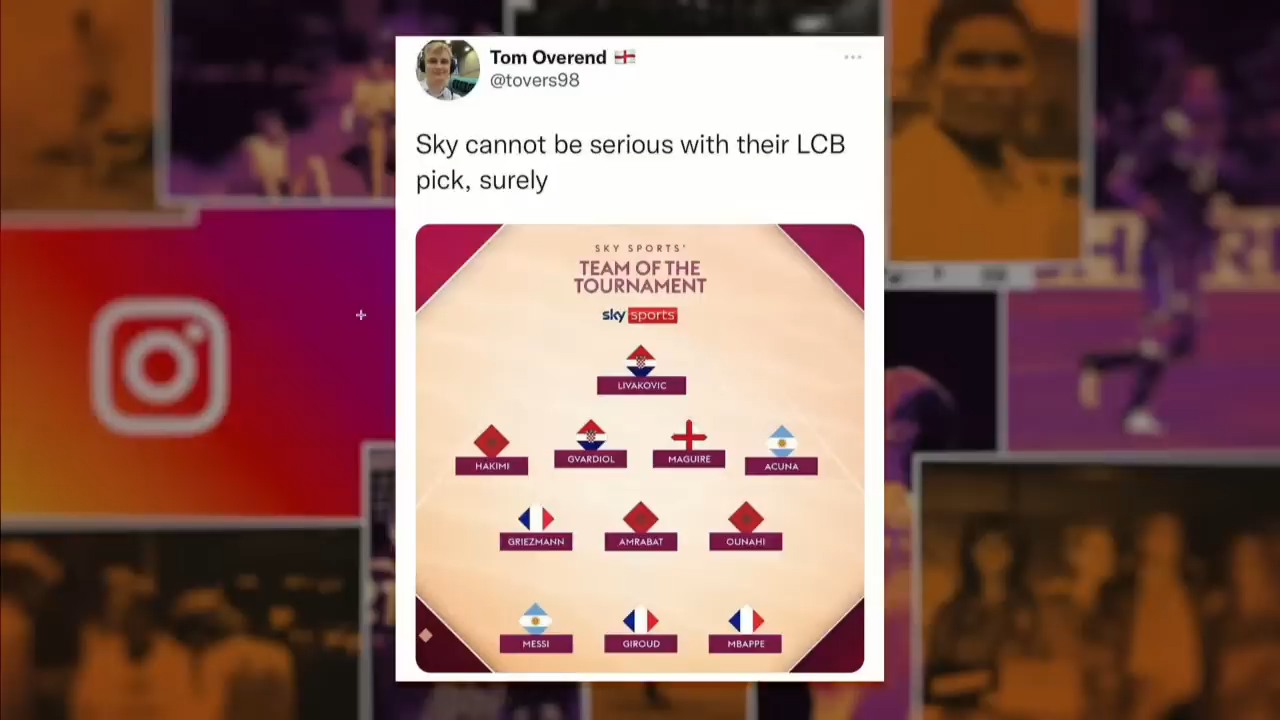 Tom Overend
@tovers98
Sky cannot be serious with their LCB
pick, surely
SKY SPORTS'
TEAM OF THE
TOURNAMENT
sky sports
LIVAKOVIC
HAKIMI
GVARDIOL
MAGUIRE
ACUNA
GRIEZMANN
AMRABAT
OUNAHI
MESSI
GIROUD
MBAPPE